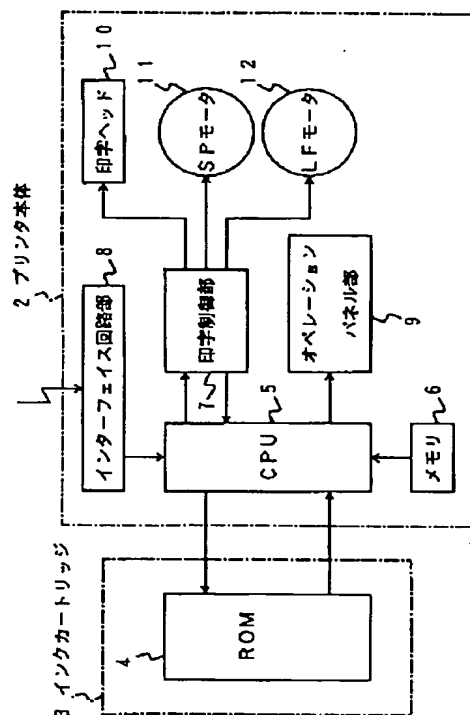 2 プリンタ本体
インターフェイス回路部
8
印字ヘッド
10
SPモータ
11
LFモータ
12
印字制御部
7
CPU
5
オペレーション
パネル部
9
メモリ
6
3 インクカートリッジ
ROM
4